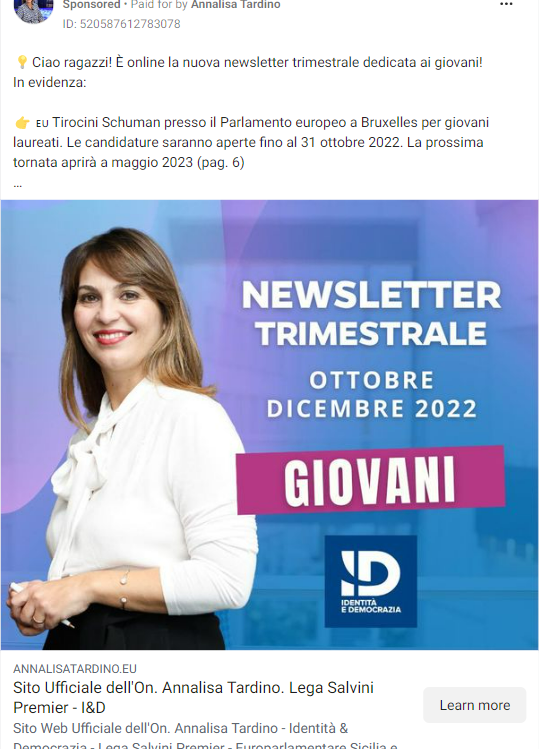 Sponsored • Paid for by Annalisa Tardino
ID: 520587612783078
💡Ciao ragazzi! È online la nuova newsletter trimestrale dedicata ai giovani!
In evidenza:
👉 🇪🇺 Tirocini Schuman presso il Parlamento europeo a Bruxelles per giovani
laureati. Le candidature saranno aperte fino al 31 ottobre 2022. La prossima
tornata aprirà a maggio 2023 (pag. 6)
...
NEWSLETTER
TRIMESTRALE
OTTOBRE
DICEMBRE 2022
GIOVANI
ID
IDENTITÀ
E DEMOCRAZIA
ANNALISATARDINO.EU
Sito Ufficiale dell'On. Annalisa Tardino. Lega Salvini
Premier - I&D
Learn more
Sito Web Ufficiale dell'On. Annalisa Tardino - Identità &
Democrazia - Lega Salvini Premier - Europarlamentare Sicilia e